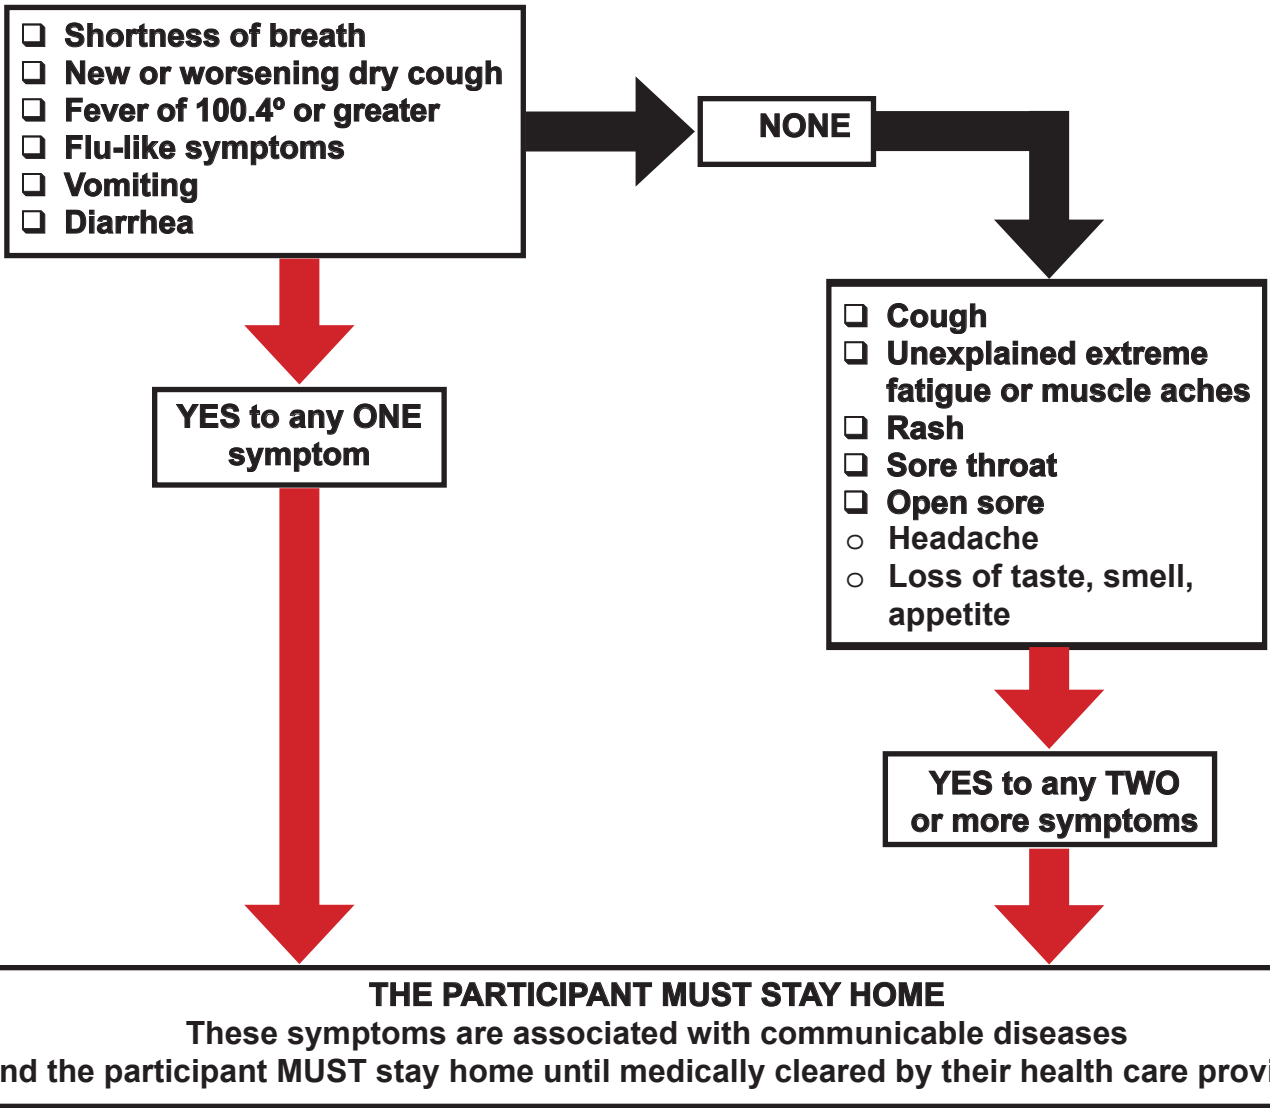 ❑ Shortness of breath
❑ New or worsening dry cough
❑ Fever of 100.4º or greater
❑ Flu-like symptoms
❑ Vomiting
❑ Diarrhea
NONE
YES to any ONE
symptom
❑ Cough
❑ Unexplained extreme
fatigue or muscle aches
❑ Rash
❑ Sore throat
❑ Open sore
o Headache
o Loss of taste, smell,
appetite
YES to any TWO
or more symptoms
THE PARTICIPANT MUST STAY HOME
These symptoms are associated with communicable diseases
nd the participant MUST stay home until medically cleared by their health care provi